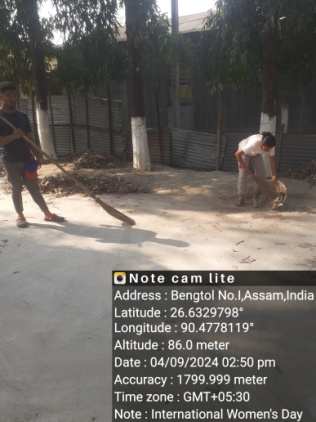 Note cam lite
Address : Bengtol No.I,Assam,India
Latitude : 26.6329798°
Longitude : 90.4778119°
Altitude : 86.0 meter
Date : 04/09/2024 02:50 pm
Accuracy : 1799.999 meter
Time zone : GMT+05:30
Note : International Women's Day